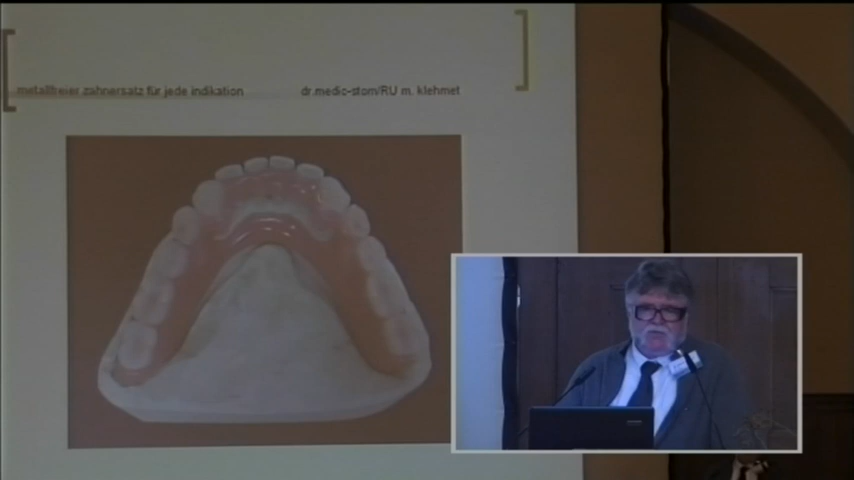 metallfreier zahnersatz für jede indikation dr.medic-stom/RU m. klehmet